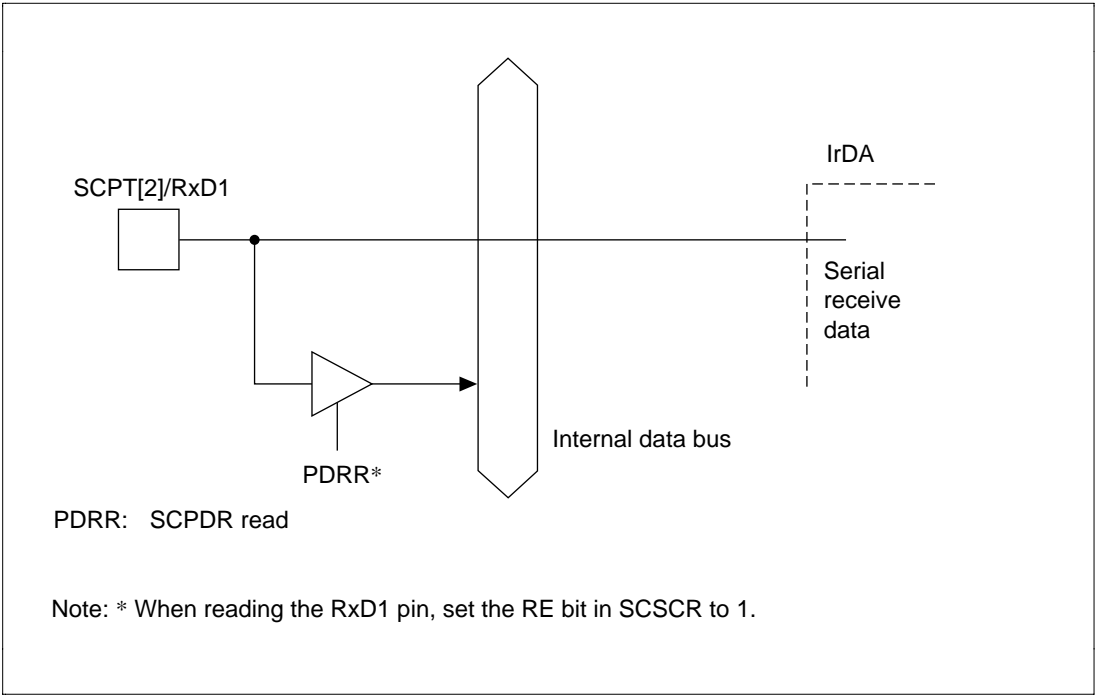 IrDA
SCPT[2]/RxD1
Serial
receive
data
Internal data bus
PDRR*
PDRR: SCPDR read
Note: * When reading the RxD1 pin, set the RE bit in SCSCR to 1.